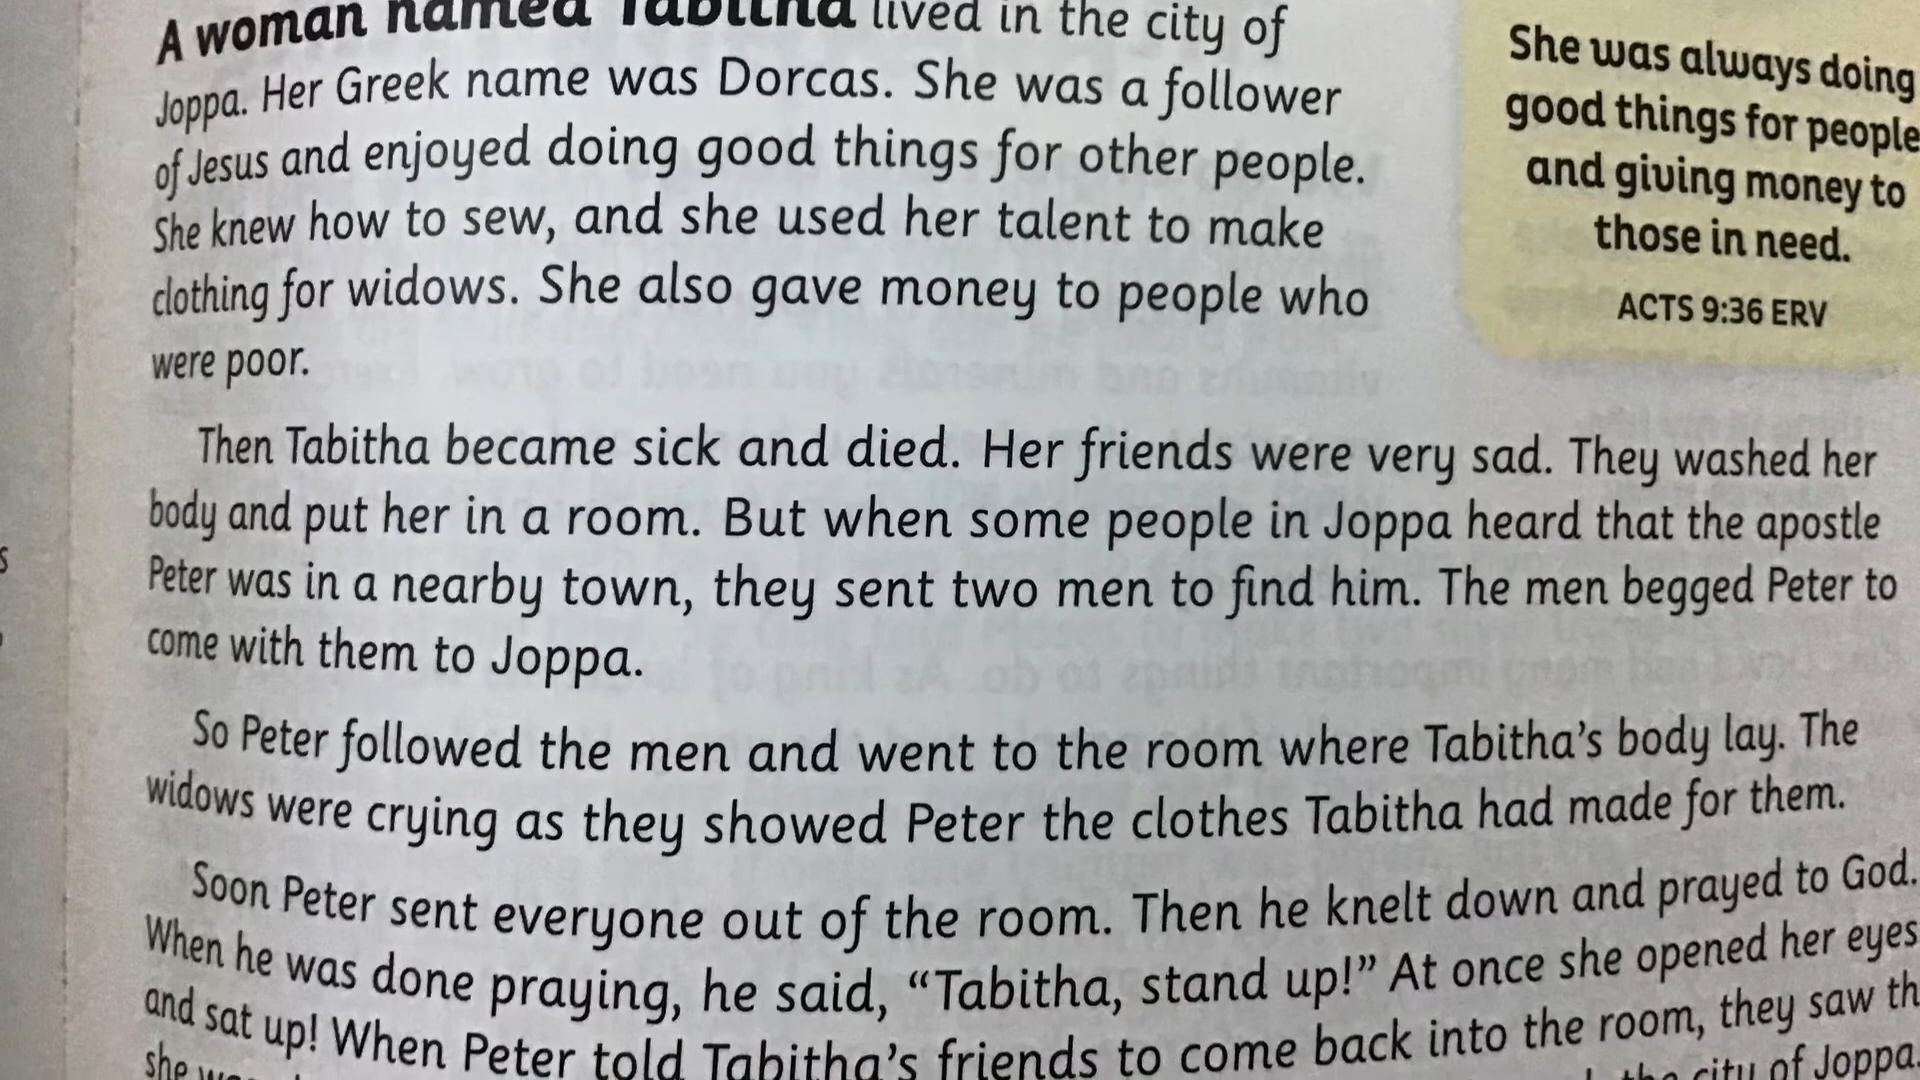 A woman named Tabitha lived in the city of
Joppa. Her Greek name was Dorcas. She was a follower
of Jesus and enjoyed doing good things for other people.
She knew how to sew, and she used her talent to make
clothing for widows. She also gave money to people who
were poor.
She was always doing
good things for people
and giving money to
those in need.
ACTS 9:36 ERV
Then Tabitha became sick and died. Her friends were very sad. They washed her
body and put her in a room. But when some people in Joppa heard that the apostle
Peter was in a nearby town, they sent two men to find him. The men begged Peter to
come with them to Joppa.
So Peter followed the men and went to the room where Tabitha's body lay. The
widows were crying as they showed Peter the clothes Tabitha had made for them.
Soon Peter sent everyone out of the room. Then he knelt down and prayed to God.
When he was done praying, he said, “Tabitha, stand up!” At once she opened her eyes
and sat up! When Peter told Tabitha's friends to come back into the room, they saw
she the city of Joppa.